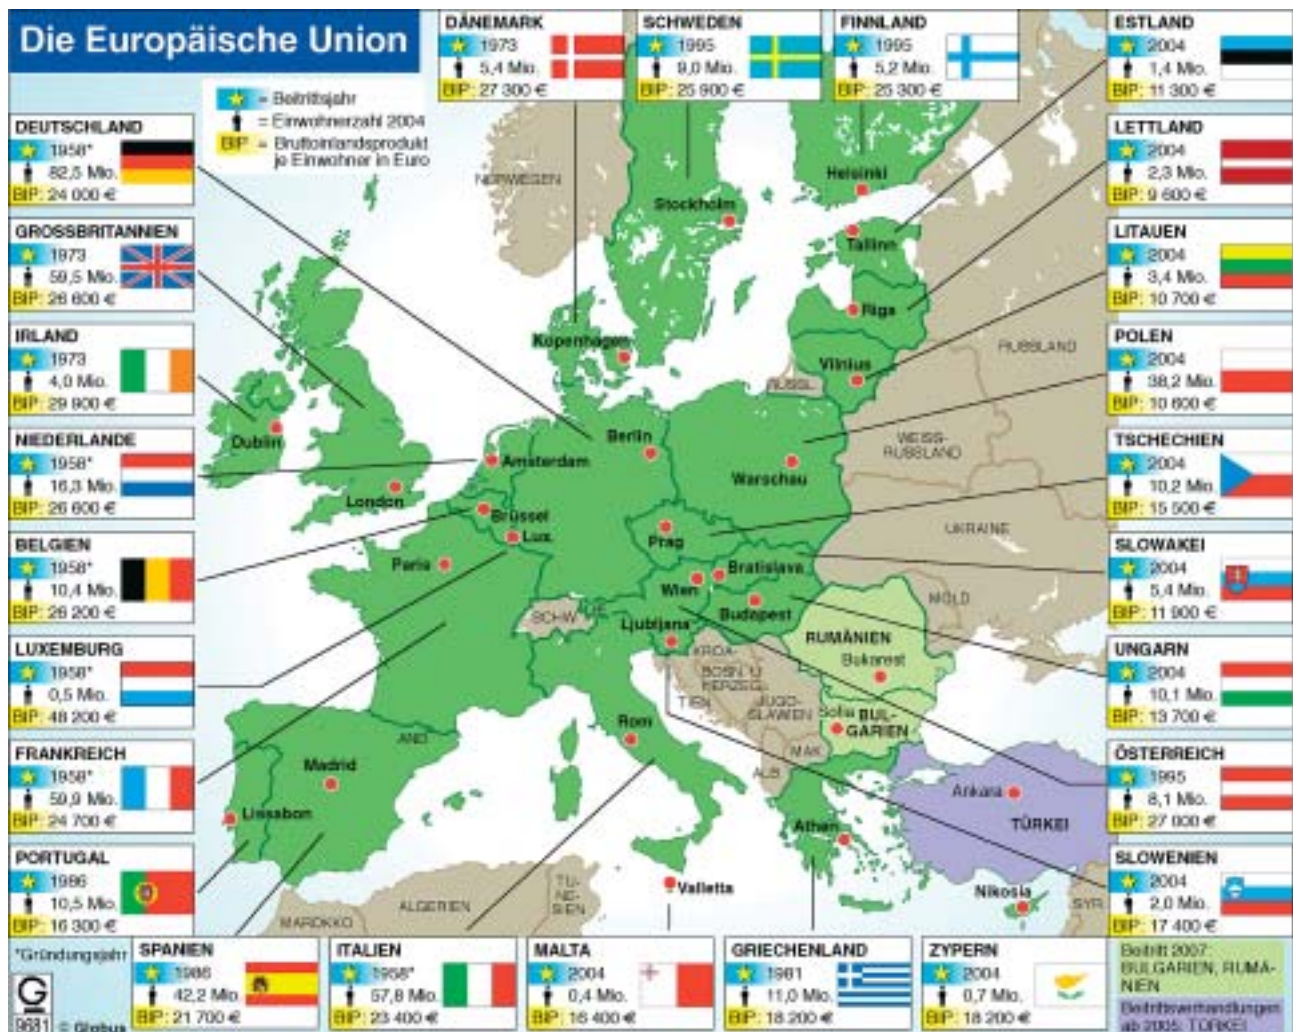 Die Europäische Union
★ = Beitrittsjahr
= Einwohnerzahl 2004
BIP = Bruttoinlandsprodukt
je Einwohner in Euro
DÄNEMARK
1973
5,4 Mio.
BIP: 27 300 €
SCHWEDEN
1995
9,0 Mio.
BIP: 25 900 €
FINNLAND
1995
5,2 Mio.
BIP: 25 300 €
ESTLAND
2004
1,4 Mio.
BIP: 11 300 €
DEUTSCHLAND
1958*
82,5 Mio.
BIP: 24 000 €
GROSSBRITANNIEN
1973
59,5 Mio.
BIP: 26 600 €
IRLAND
1973
4,0 Mio.
BIP: 29 900 €
NIEDERLANDE
1958*
16,3 Mio.
BIP: 26 600 €
BELGIEN
1958*
10,4 Mio.
BIP: 26 200 €
LUXEMBURG
1958*
0,5 Mio.
BIP: 48 200 €
FRANKREICH
1958*
59,9 Mio.
BIP: 24 700 €
PORTUGAL
1986
10,5 Mio.
BIP: 16 300 €
LETTLAND
2004
2,3 Mio.
BIP: 9 600 €
LITAUEN
2004
3,4 Mio.
BIP: 10 700 €
POLEN
2004
38,2 Mio.
BIP: 10 600 €
TSCHECHIEN
2004
10,2 Mio.
BIP: 15 500 €
SLOWAKEI
2004
5,4 Mio.
BIP: 11 900 €
UNGARN
2004
10,1 Mio.
BIP: 13 700 €
ÖSTERREICH
1995
8,1 Mio.
BIP: 27 000 €
SLOWENIEN
2004
2,0 Mio.
BIP: 17 400 €
NORWEGEN
Helsinki
Stockholm
Tallinn
Riga
Kopenhagen
Vilnius
RUSSL.
RUSSLAND
Dublin
Berlin
Amsterdam
WEISS-
RUSSLAND
Warschau
London
Brüssel
Lux.
Prag
UKRAINE
Paris
Bratislava
Wien
Budapest
MOLD
SCHW
LIE
Ljubljana
RUMÄNIEN
Bukarest
KROA-
TIEN
BOSN. U.
HERZEG.
JUGO-
SLAWIEN
Sofia
BUL-
GARIEN
MAK
ALB
AND
Rom
Madrid
Lissabon
Ankara
TÜRKEI
Athen
Valletta
Nikosia
SYR.
TU-
NE-
SIEN
ALGERIEN
MAROKKO
*Gründungsjahr
SPANIEN
1986
42,2 Mio.
BIP: 21 700 €
ITALIEN
1958*
57,8 Mio.
BIP: 23 400 €
MALTA
2004
0,4 Mio.
BIP: 16 400 €
GRIECHENLAND
1981
11,0 Mio.
BIP: 18 200 €
ZYPERN
2004
0,7 Mio.
BIP: 18 200 €
Beitritt 2007:
BULGARIEN, RUMÄ-
NIEN
Beitrittsverhandlungen
ab 2005: TÜRKEI
G
9681 © Globus